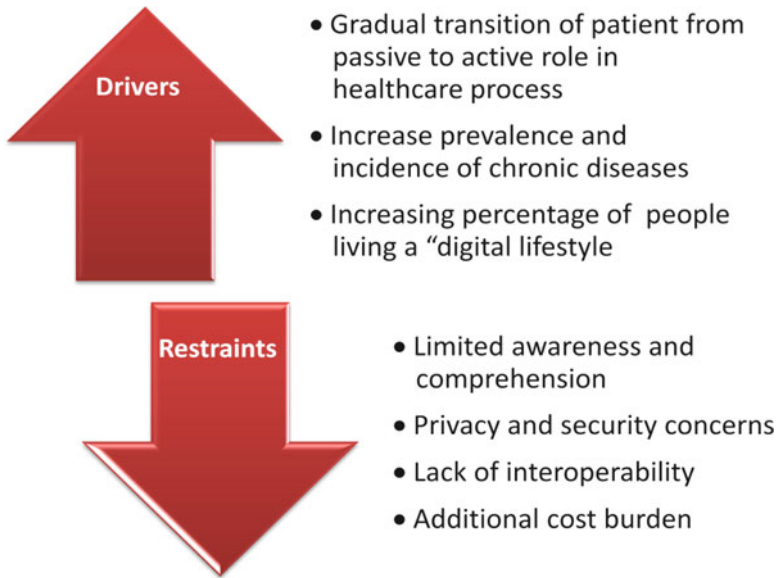 Drivers
• Gradual transition of patient from
passive to active role in
healthcare process
• Increase prevalence and
incidence of chronic diseases
• Increasing percentage of people
living a “digital lifestyle
Restraints
• Limited awareness and
comprehension
• Privacy and security concerns
• Lack of interoperability
• Additional cost burden